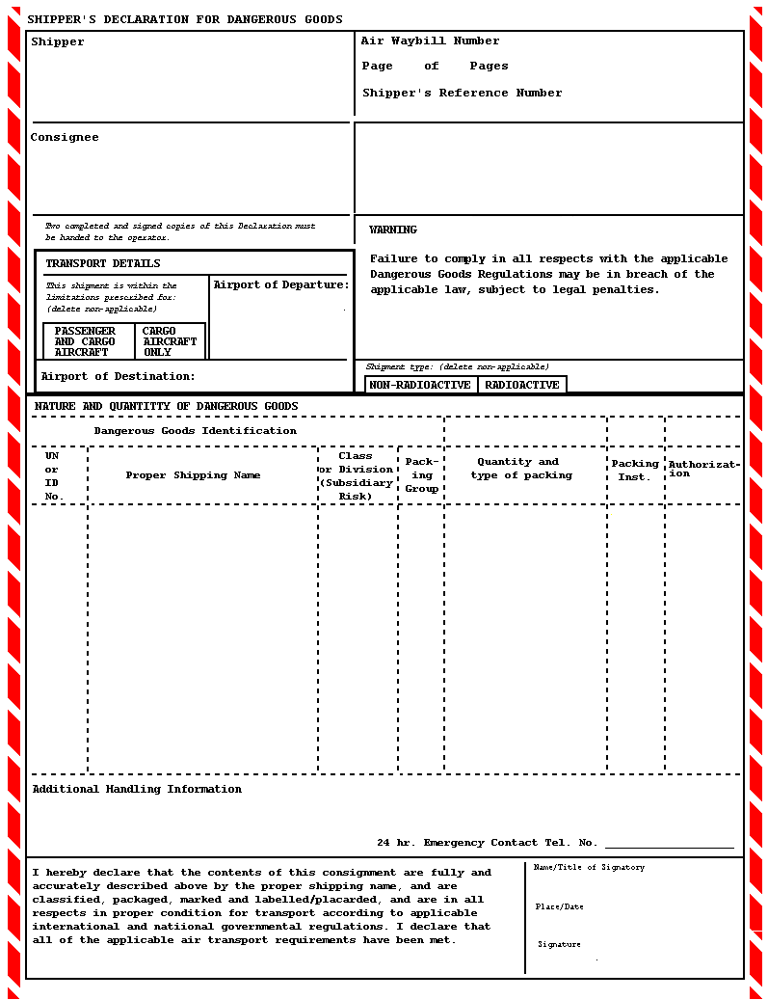 SHIPPER'S DECLARATION FOR DANGEROUS GOODS
Shipper
Air Waybill Number
Page of Pages
Shipper's Reference Number
Consignee
Two completed and signed copies of this Declaration must
be handed to the operator.
WARNING
Failure to comply in all respects with the applicable
Dangerous Goods Regulations may be in breach of the
applicable law, subject to legal penalties.
TRANSPORT DETAILS
This shipment is within the
limitations prescribed for:
(delete non-applicable)
Airport of Departure:
PASSENGER
AND CARGO
AIRCRAFT
CARGO
AIRCRAFT
ONLY
Airport of Destination:
Shipment type: (delete non-applicable)
NON-RADIOACTIVE RADIOACTIVE
NATURE AND QUANTITTY OF DANGEROUS GOODS
Dangerous Goods Identification
UN
or
ID
No.
Proper Shipping Name
Class
or Division
(Subsidiary
Risk)
Pack-
ing
Group
Quantity and
type of packing
Packing
Inst.
Authorizat-
ion
Additional Handling Information
24 hr. Emergency Contact Tel. No.
I hereby declare that the contents of this consignment are fully and
accurately described above by the proper shipping name, and are
classified, packaged, marked and labelled/placarded, and are in all
respects in proper condition for transport according to applicable
international and natiional governmental regulations. I declare that
all of the applicable air transport requirements have been met.
Name/Title of Signatory
Place/Date
Signature